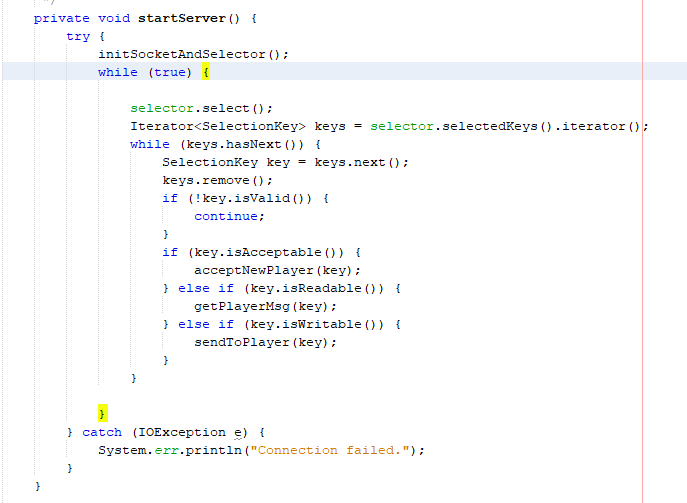 */
    private void startServer() {
        try {
            initSocketAndSelector();
            while (true) {

                selector.select();
                Iterator<SelectionKey> keys = selector.selectedKeys().iterator();
                while (keys.hasNext()) {
                    SelectionKey key = keys.next();
                    keys.remove();
                    if (!key.isValid()) {
                        continue;
                    }
                    if (key.isAcceptable()) {
                        acceptNewPlayer(key);
                    } else if (key.isReadable()) {
                        getPlayerMsg(key);
                    } else if (key.isWritable()) {
                        sendToPlayer(key);
                    }
                }

            }
        } catch (IOException e) {
            System.err.println("Connection failed.");
        }
    }